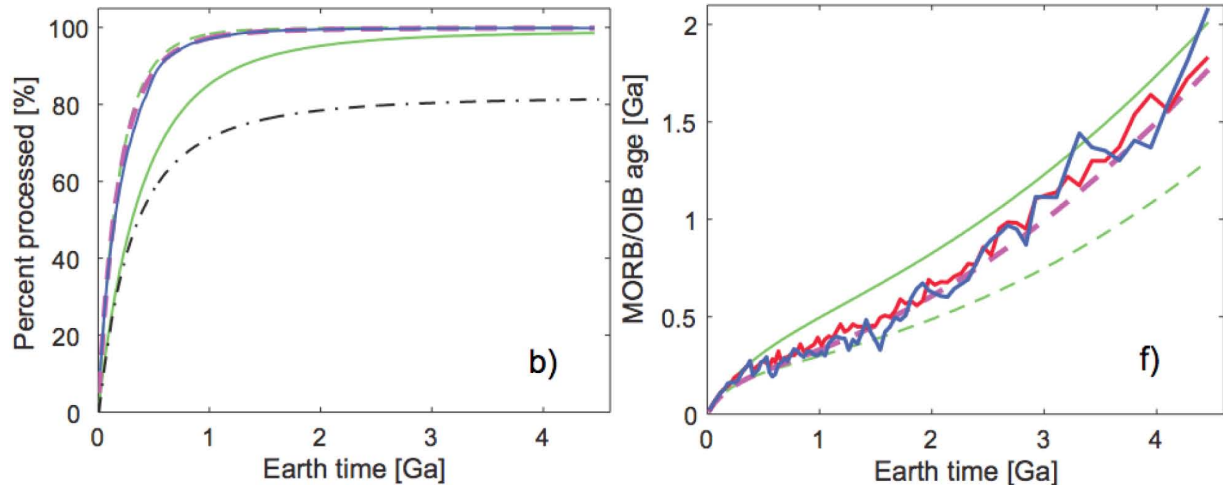 Percent processed [%]
100
80
60
40
20
0
0 1 2 3 4
Earth time [Ga]
b)
MORB/OIB age [Ga]
2
1.5
1
0.5
0
0 1 2 3 4
Earth time [Ga]
f)